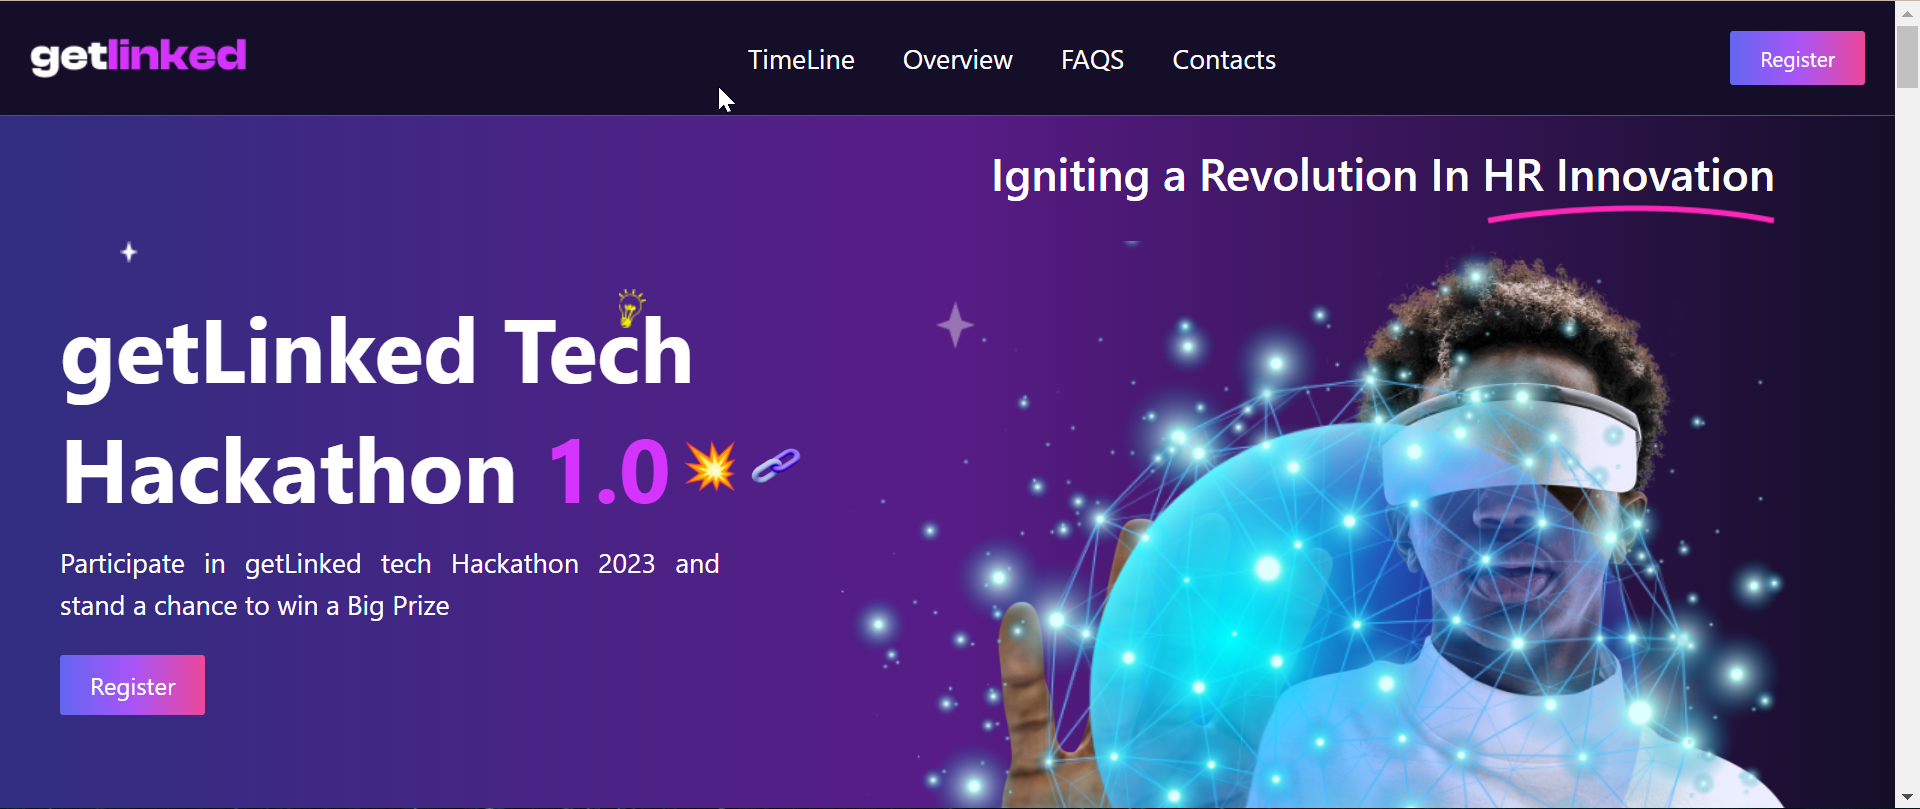 getlinked
TimeLine Overview FAQS Contacts
Register
Igniting a Revolution In HR Innovation
getLinked Tech
Hackathon 1.0
Participate in getLinked tech Hackathon 2023 and
stand a chance to win a Big Prize
Register